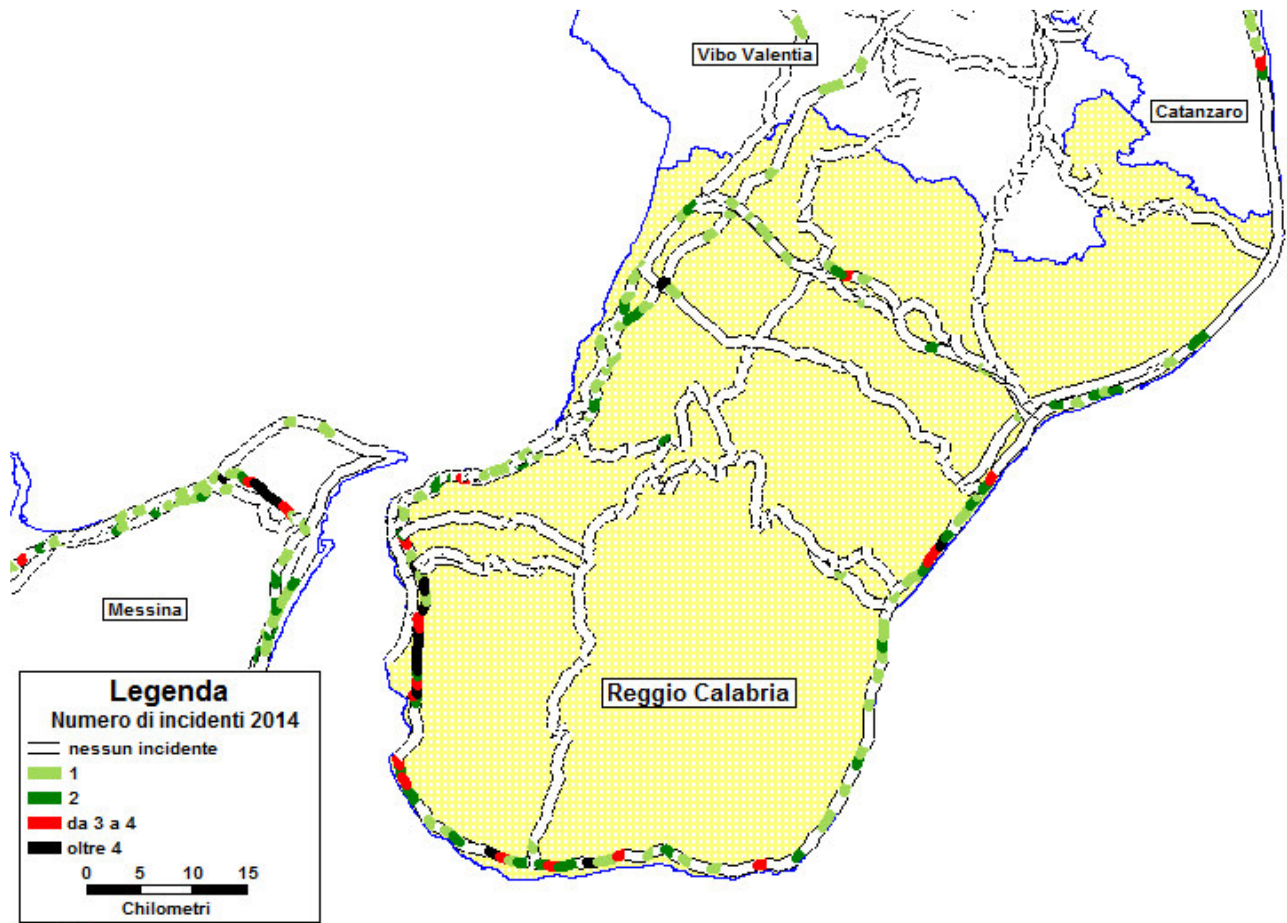 Vibo Valentia
Catanzaro
Messina
Reggio Calabria
Legenda
Numero di incidenti 2014
nessun incidente
1
2
da 3 a 4
oltre 4
0 5 10 15
Chilometri